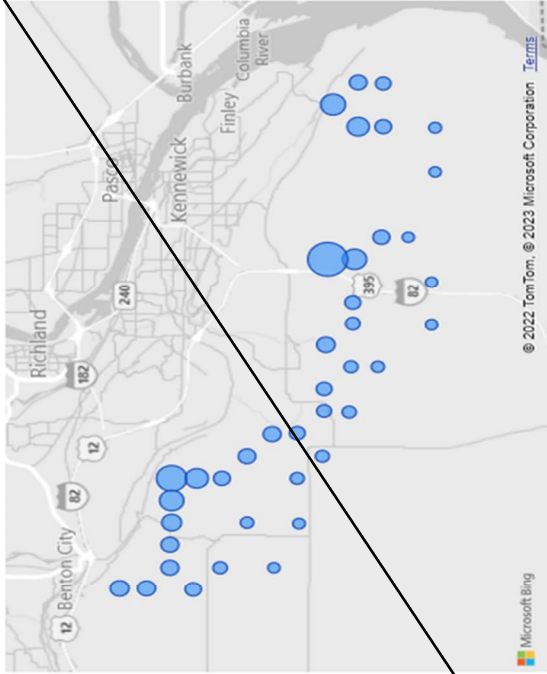 Benton City
Richland
Pasco
Burbank
Columbia
River
Finley
Kennewick
12
82
12
182
240
395
82
Microsoft Bing
© 2022 TomTom, © 2023 Microsoft Corporation Terms